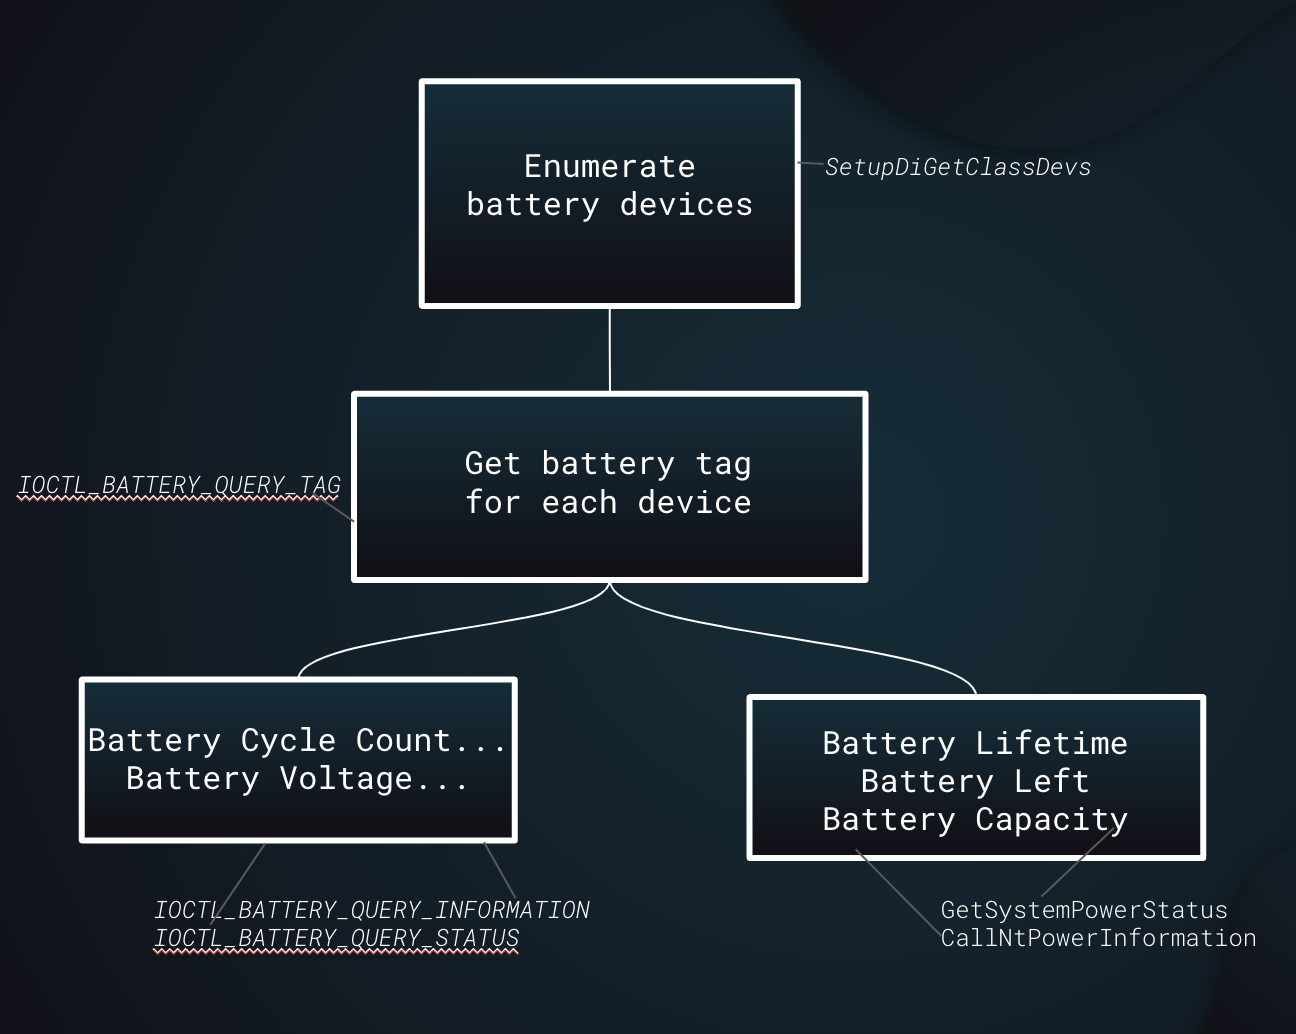 Enumerate
battery devices
SetupDiGetClassDevs
IOCTL_BATTERY_QUERY_TAG
Get battery tag
for each device
Battery Cycle Count...
Battery Voltage...
Battery Lifetime
Battery Left
Battery Capacity
IOCTL_BATTERY_QUERY_INFORMATION
IOCTL_BATTERY_QUERY_STATUS
GetSystemPowerStatus
CallNtPowerInformation